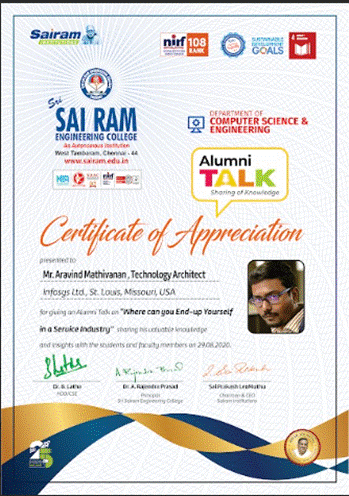 Sairam
INSTITUTIONS
nirf 108
RANK
SUSTAINABLE
DEVELOPMENT
GOALS
Sri
SAI RAM
ENGINEERING COLLEGE
An Autonomous Institution
West Tambaram, Chennai - 44
www.sairam.edu.in
DEPARTMENT OF
COMPUTER SCIENCE &
ENGINEERING
Alumni
TALK
Sharing of Knowledge
Certificate of Appreciation
presented to
Mr. Aravind Mathivanan , Technology Architect
Infosys Ltd., St. Louis, Missouri, USA
for giving an Alumni Talk on "Where can you End-up Yourself
in a Service Industry" sharing his valuable knowledge
and insights with the students and faculty members on 29.08.2020.
Dr. B. Latha
HOD/CSE
Dr. A. Rajendra Prasad
Principal
Sri Sairam Engineering College
Sai Prakash LeoMuthu
Chairman & CEO
Sairam Institutions
25